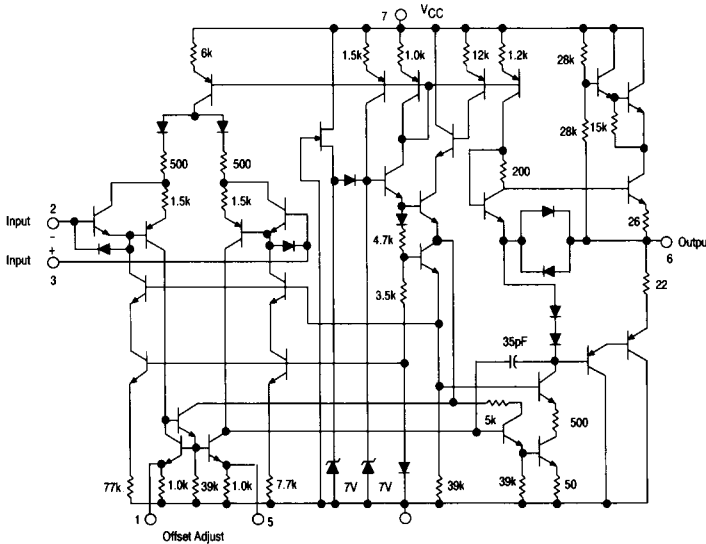 7 VCC
6k
1.5k 1.0k 12k 1.2k 28k
28k 15k
500 500
200
2 1.5k 1.5k
Input
–
26
Output
6
+
Input
3
4.7k
22
3.5k
35pF
5k 500
77k 1.0k 39k 1.0k 7.7k 7V 7V 39k 39k 50
1 5
Offset Adjust